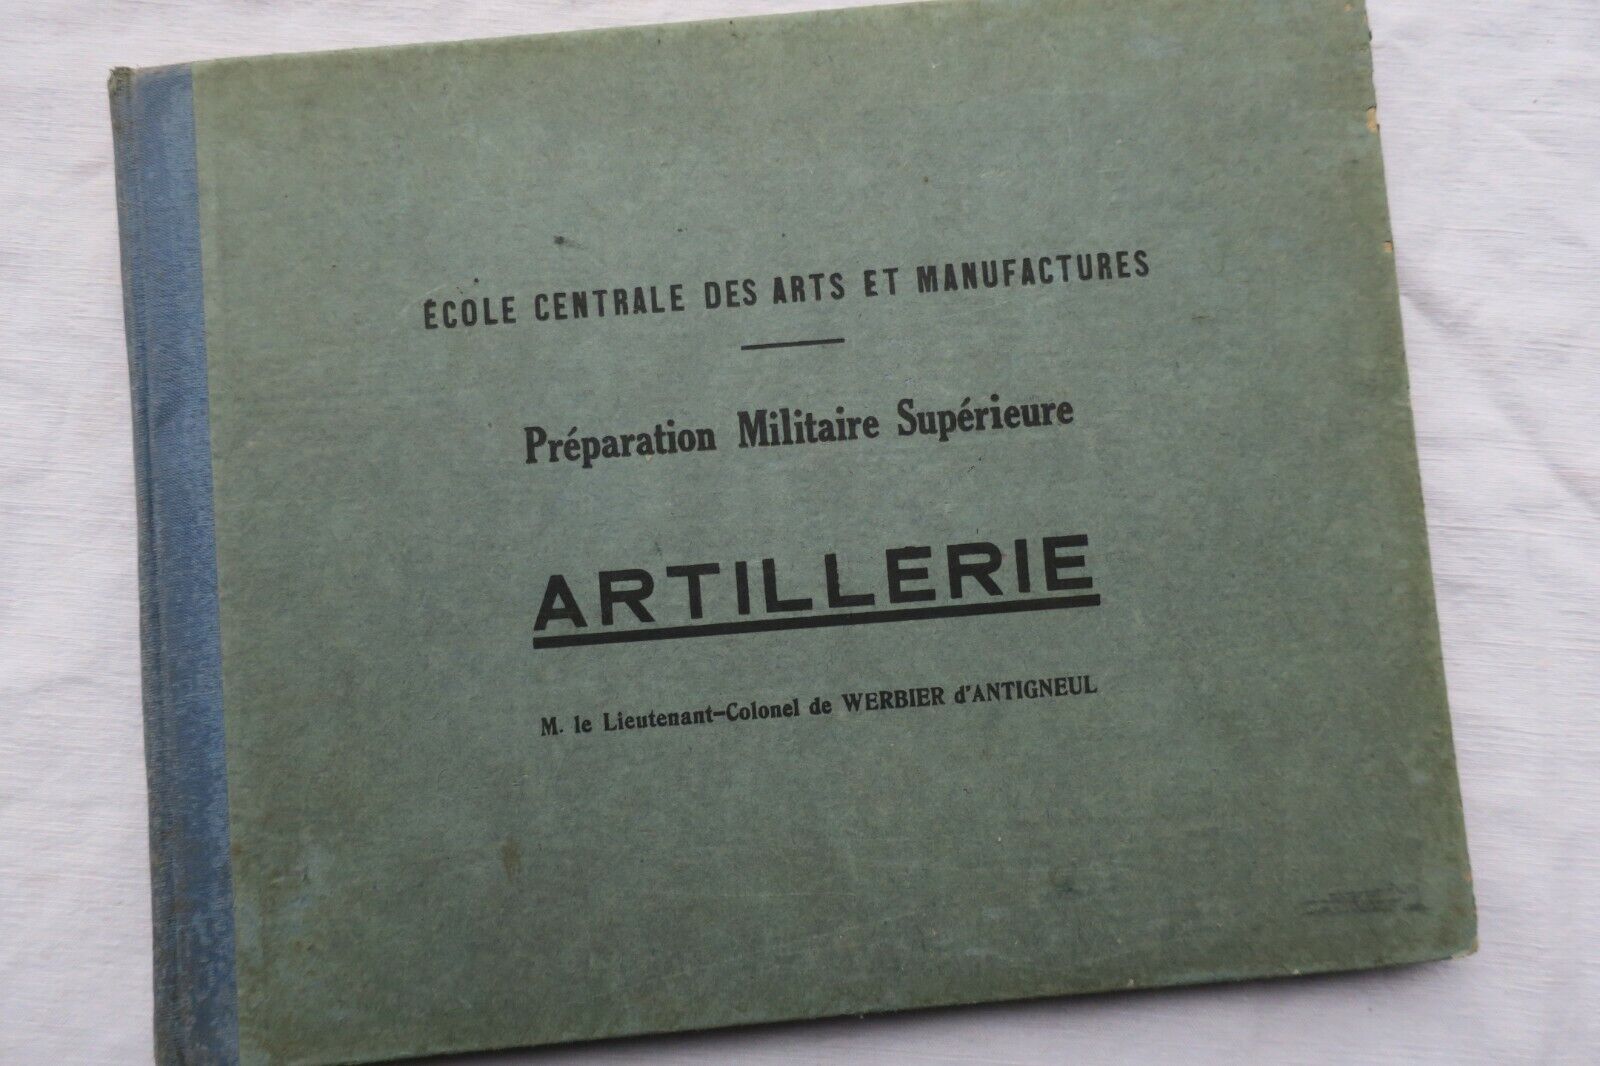 ÉCOLE CENTRALE DES ARTS ET MANUFACTURES
Préparation Militaire Supérieure
ARTILLERIE
M. le Lieutenant-Colonel de WERBIER d'ANTIGNEUL